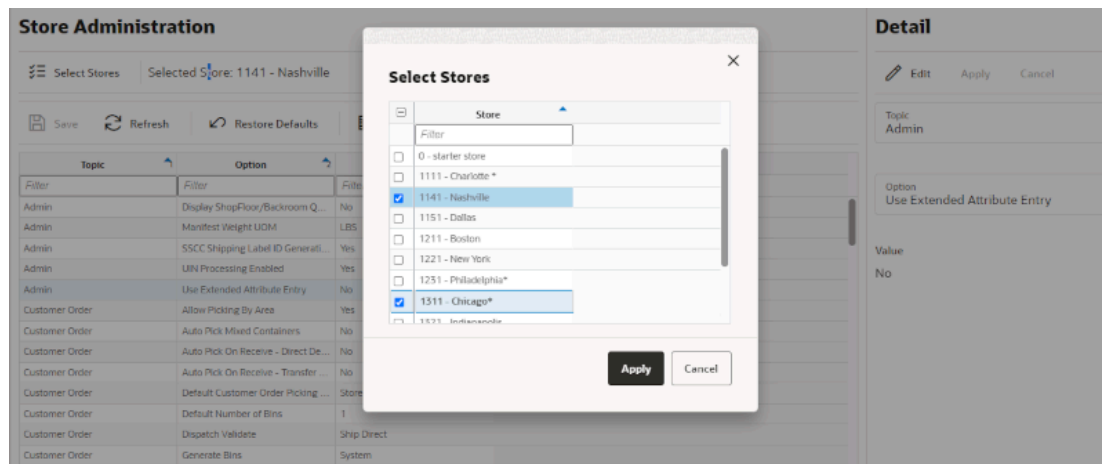 Store Administration
Detail
Select Stores
Selected Store: 1141 - Nashville
Edit
Apply
Cancel
Save
Refresh
Restore Defaults
Topic
Admin
Option
Use Extended Attribute Entry
Value
No
Topic
Option
Filter
Filter
Admin
Display ShopFloor/Backroom Q...
No
Admin
Manifest Weight UOM
LBS
Admin
SSCC Shipping Label ID Generati...
Yes
Admin
UIN Processing Enabled
Yes
Admin
Use Extended Attribute Entry
No
Customer Order
Allow Picking By Area
Yes
Customer Order
Auto Pick Mixed Containers
No
Customer Order
Auto Pick On Receive - Direct De...
No
Customer Order
Auto Pick On Receive - Transfer ...
No
Customer Order
Default Customer Order Picking ...
Store
Customer Order
Default Number of Bins
1
Customer Order
Dispatch Validate
Ship Direct
Customer Order
Generate Bins
System
Select Stores
Store
Filter
0 - starter store
1111 - Charlotte *
1141 - Nashville
1151 - Dallas
1211 - Boston
1221 - New York
1231 - Philadelphia*
1311 - Chicago*
1321 - Indianapolis
Apply
Cancel